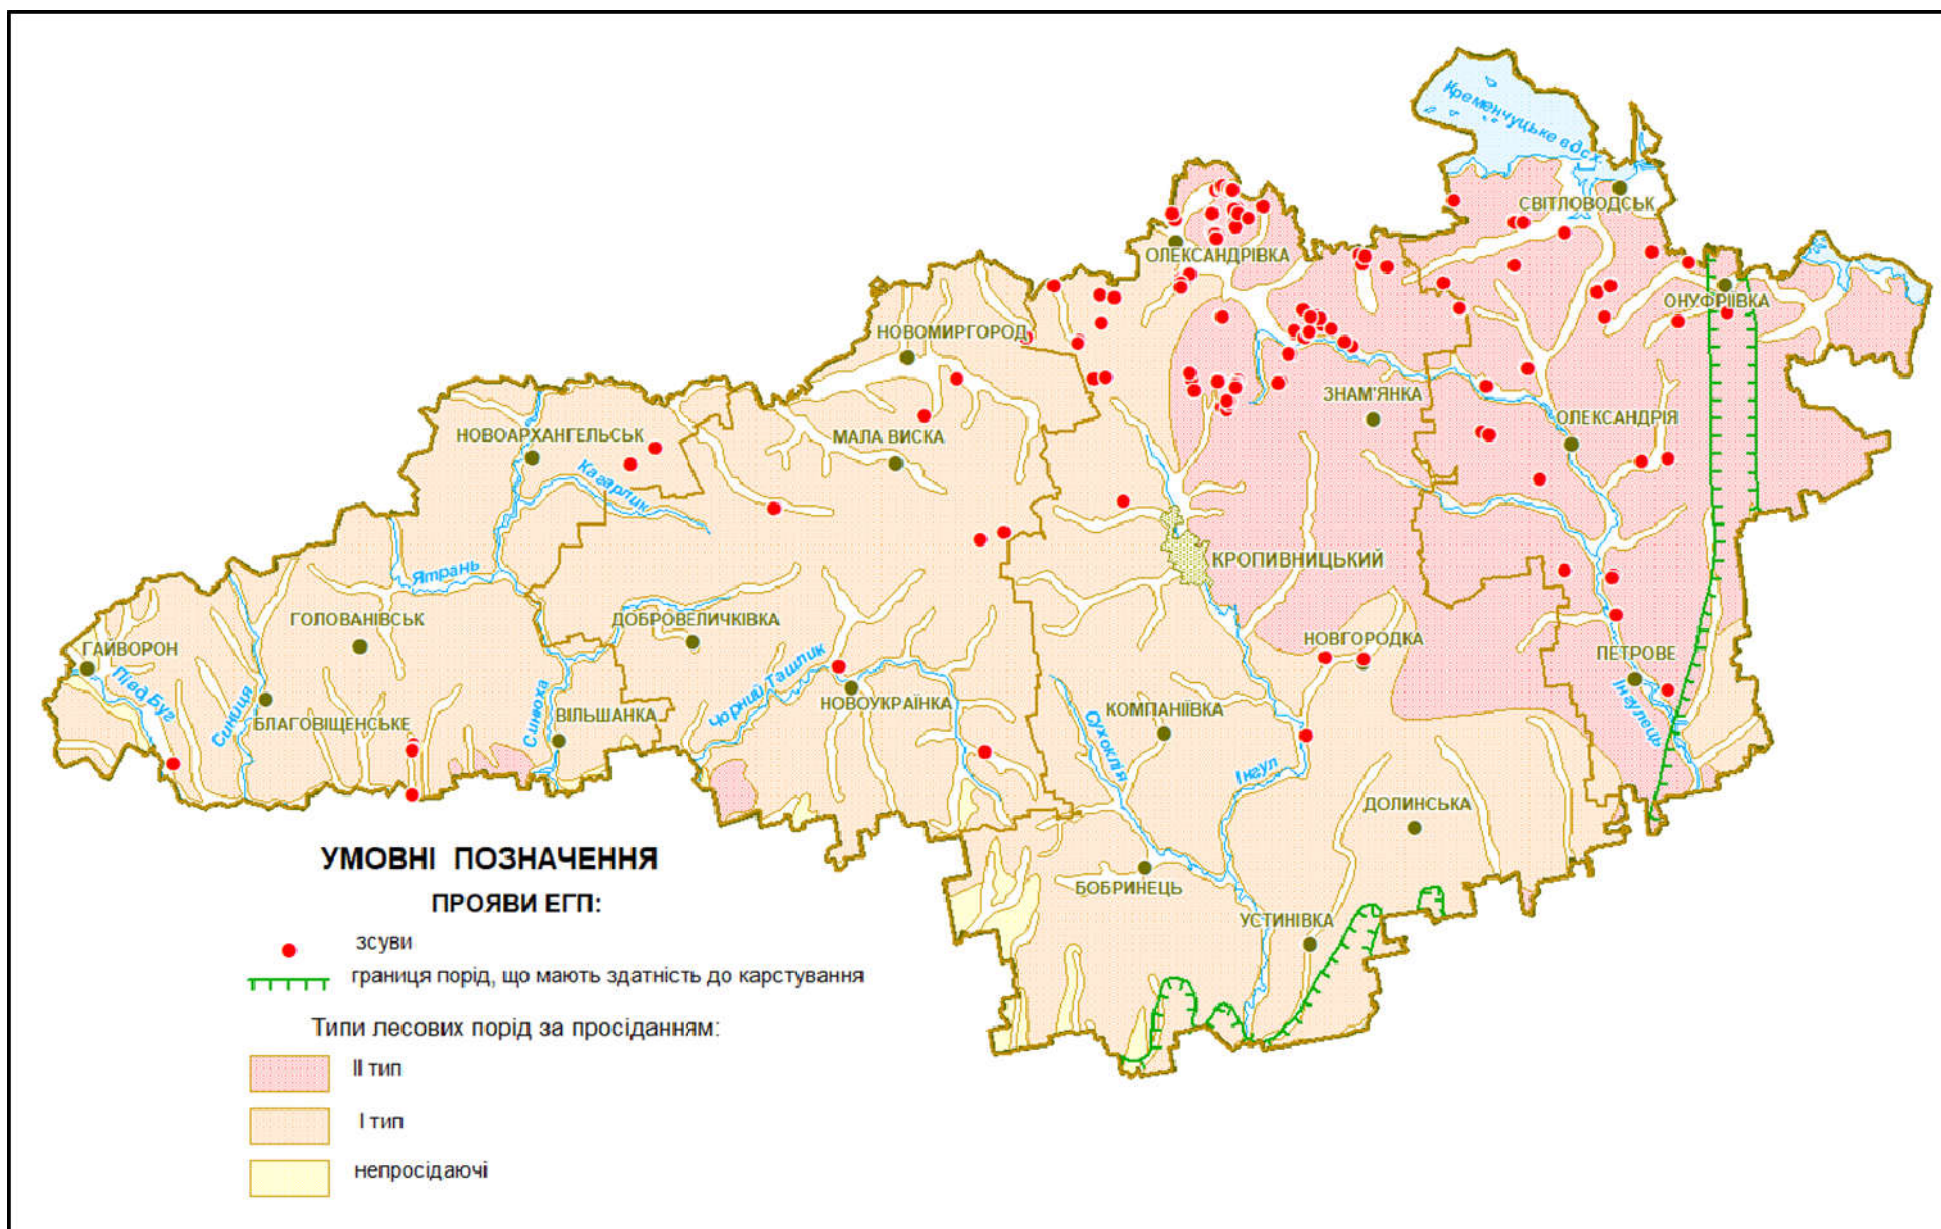 Кременчуцьке вдсх.
СВІТЛОВОДСЬК
ОЛЕКСАНДРІВКА
ОНУФРІЇВКА
НОВОМИРГОРОД
ЗНАМ'ЯНКА
ОЛЕКСАНДРІЯ
НОВОАРХАНГЕЛЬСЬК
МАЛА ВИСКА
Кагарлик
КРОПИВНИЦЬКИЙ
Ятрань
ГОЛОВАНІВСЬК
ДОБРОВЕЛИЧКІВКА
НОВГОРОДКА
ГАЙВОРОН
ПЕТРОВЕ
Півд.Буг
Синиця
БЛАГОВІЩЕНСЬКЕ
Синюха
ВІЛЬШАНКА
Чорний Ташлик
НОВОУКРАЇНКА
КОМПАНІЇВКА
Сухоклія
Інгул
Інгулець
ДОЛИНСЬКА
БОБРИНЕЦЬ
УСТИНІВКА
УМОВНІ ПОЗНАЧЕННЯ
ПРОЯВИ ЕГП:
зсуви
границя порід, що мають здатність до карстування
Типи лесових порід за просіданням:
ІІ тип
І тип
непросідаючі